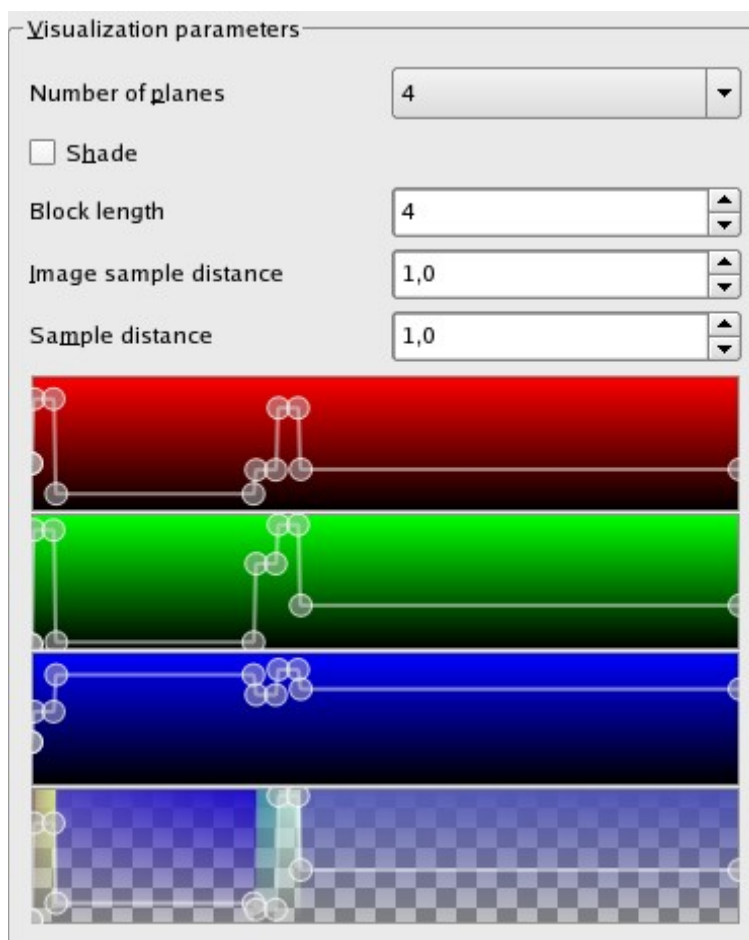 Visualization parameters
Number of planes 4
Shade
Block length 4
Image sample distance 1,0
Sample distance 1,0